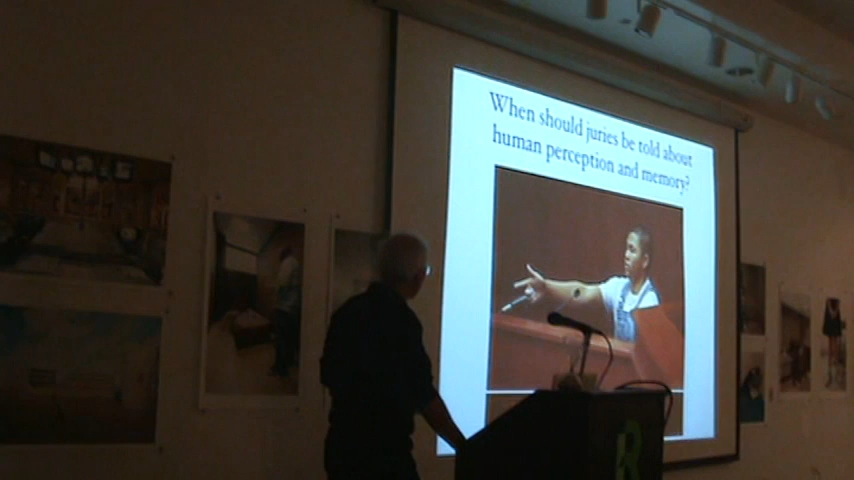 When should juries be told about
human perception and memory?
R